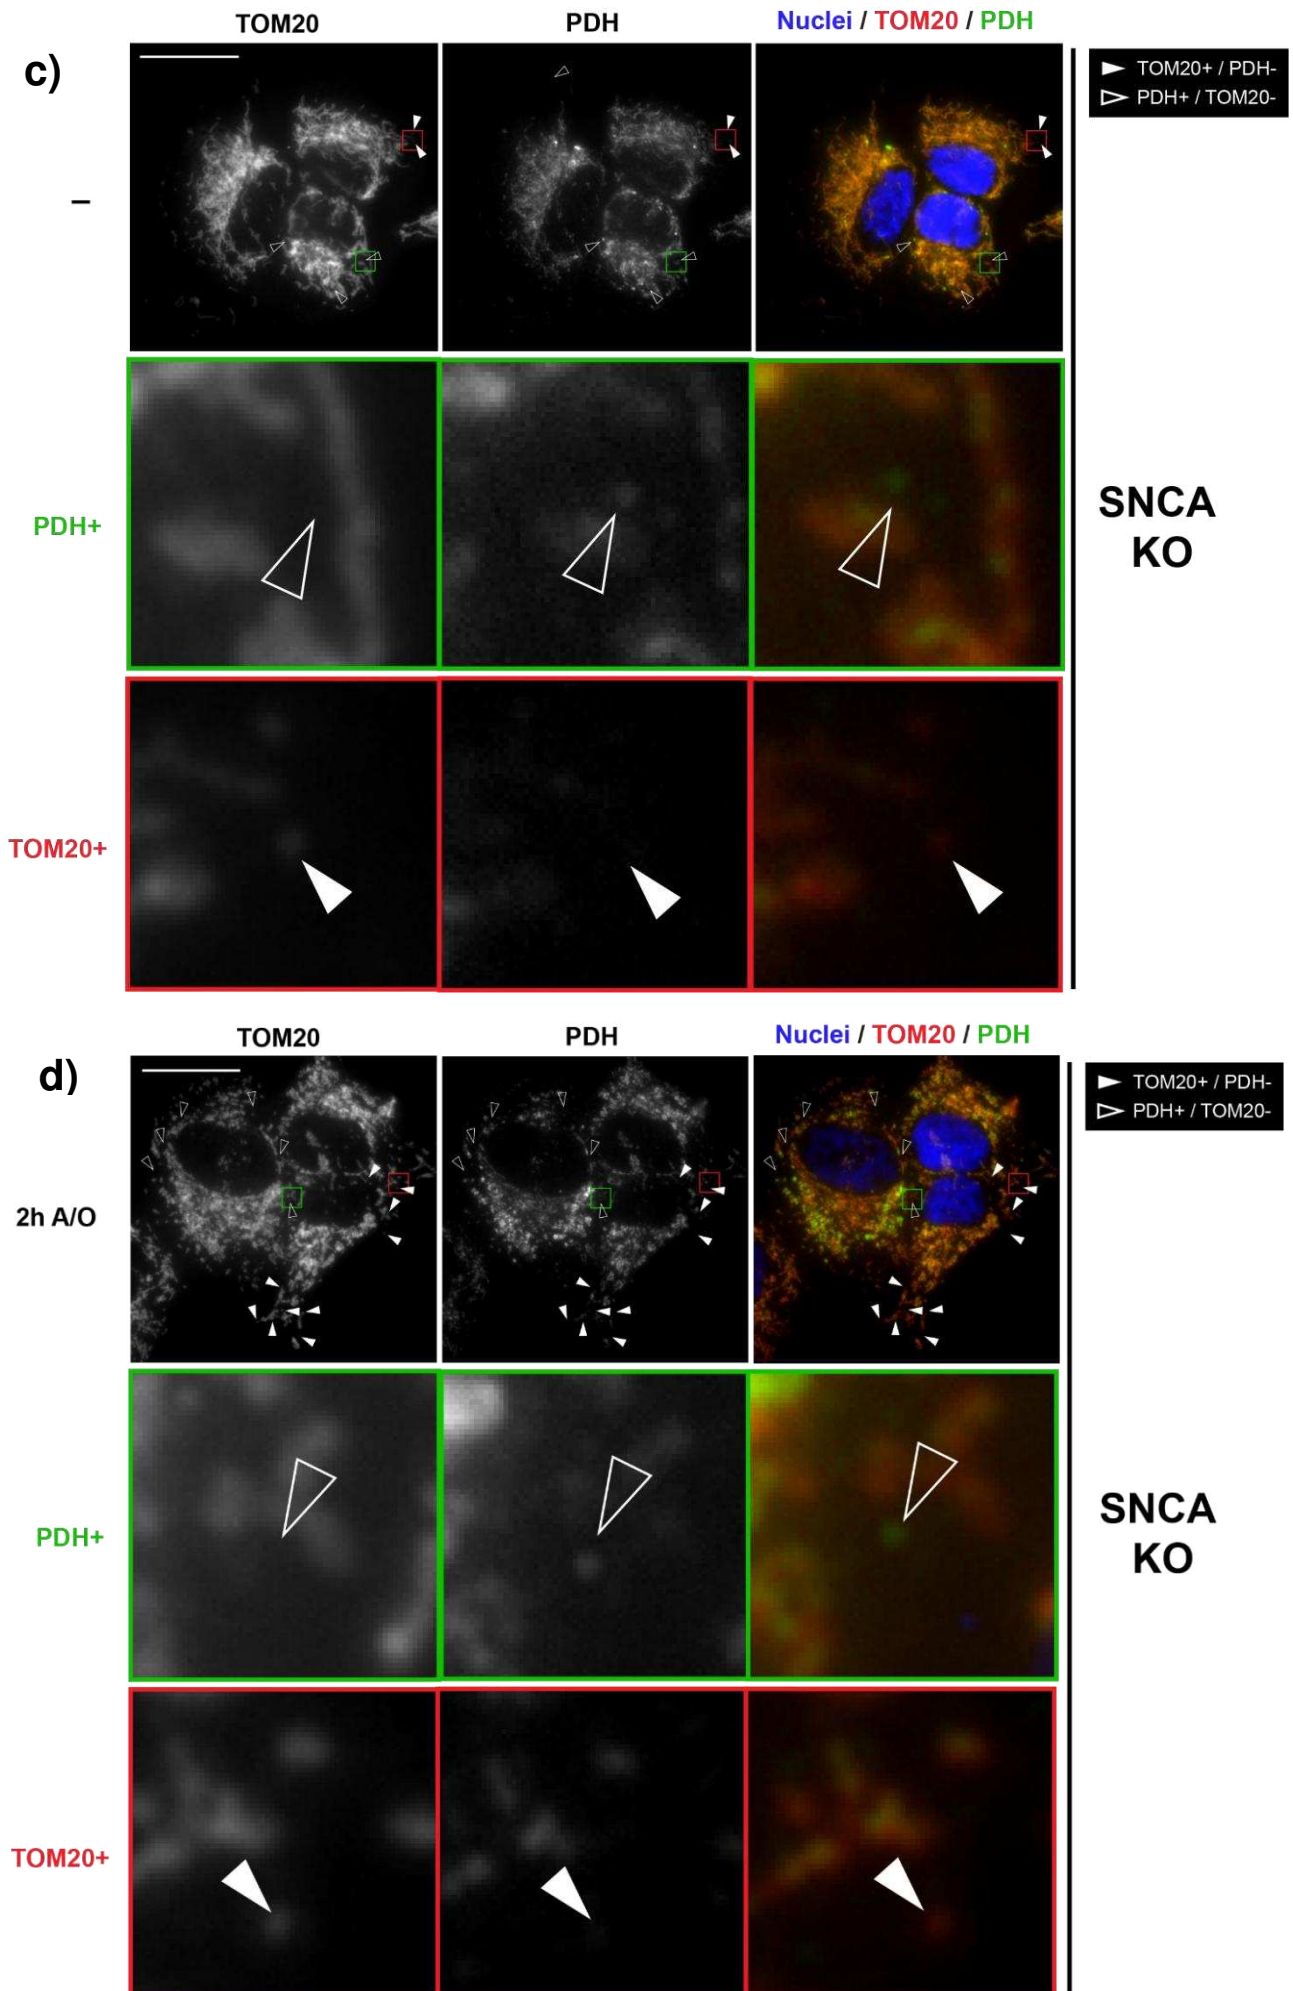 TOM20 PDH Nuclei / TOM20 / PDH
c)
TOM20+ / PDH-
PDH+ / TOM20-
–
PDH+
SNCA
KO
TOM20+
TOM20 PDH Nuclei / TOM20 / PDH
d)
TOM20+ / PDH-
PDH+ / TOM20-
2h A/O
PDH+
SNCA
KO
TOM20+